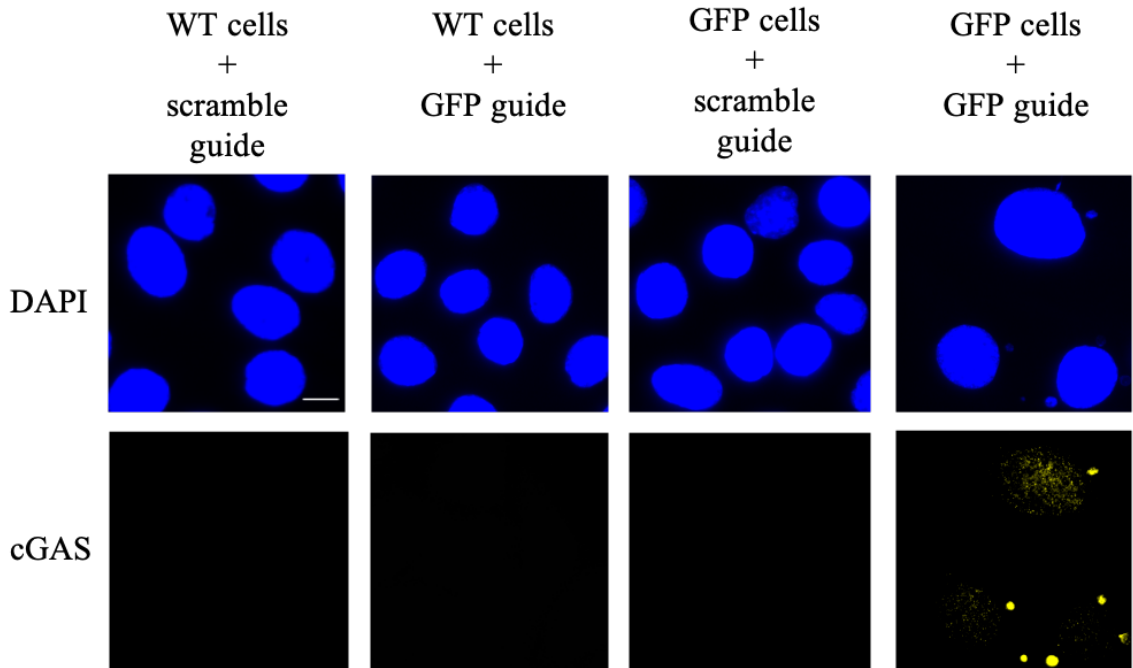 WT cells
+
scramble
guide
WT cells
+
GFP guide
GFP cells
+
scramble
guide
GFP cells
+
GFP guide
DAPI
cGAS